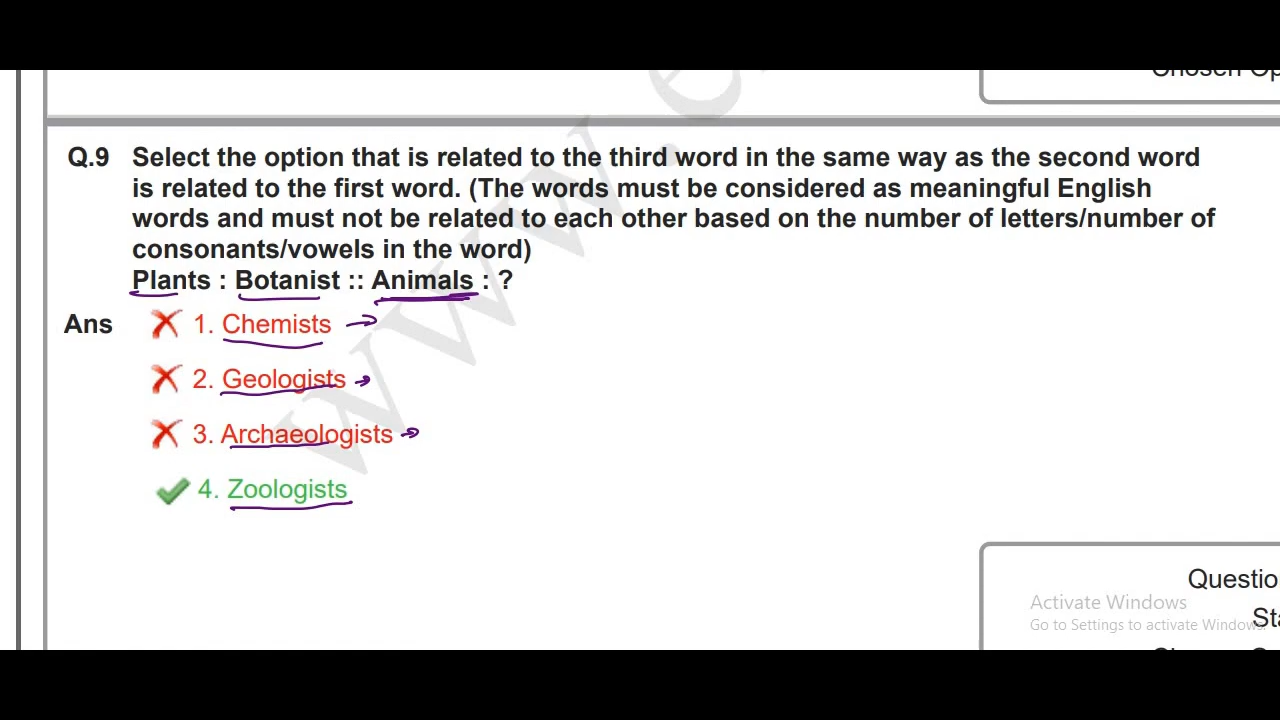 Q.9 Select the option that is related to the third word in the same way as the second word
is related to the first word. (The words must be considered as meaningful English
words and must not be related to each other based on the number of letters/number of
consonants/vowels in the word)
Plants : Botanist :: Animals : ?
Ans 1. Chemists
2. Geologists
3. Archaeologists
4. Zoologists
Questio
Activate Windows
Go to Settings to activate Windows.
Sta